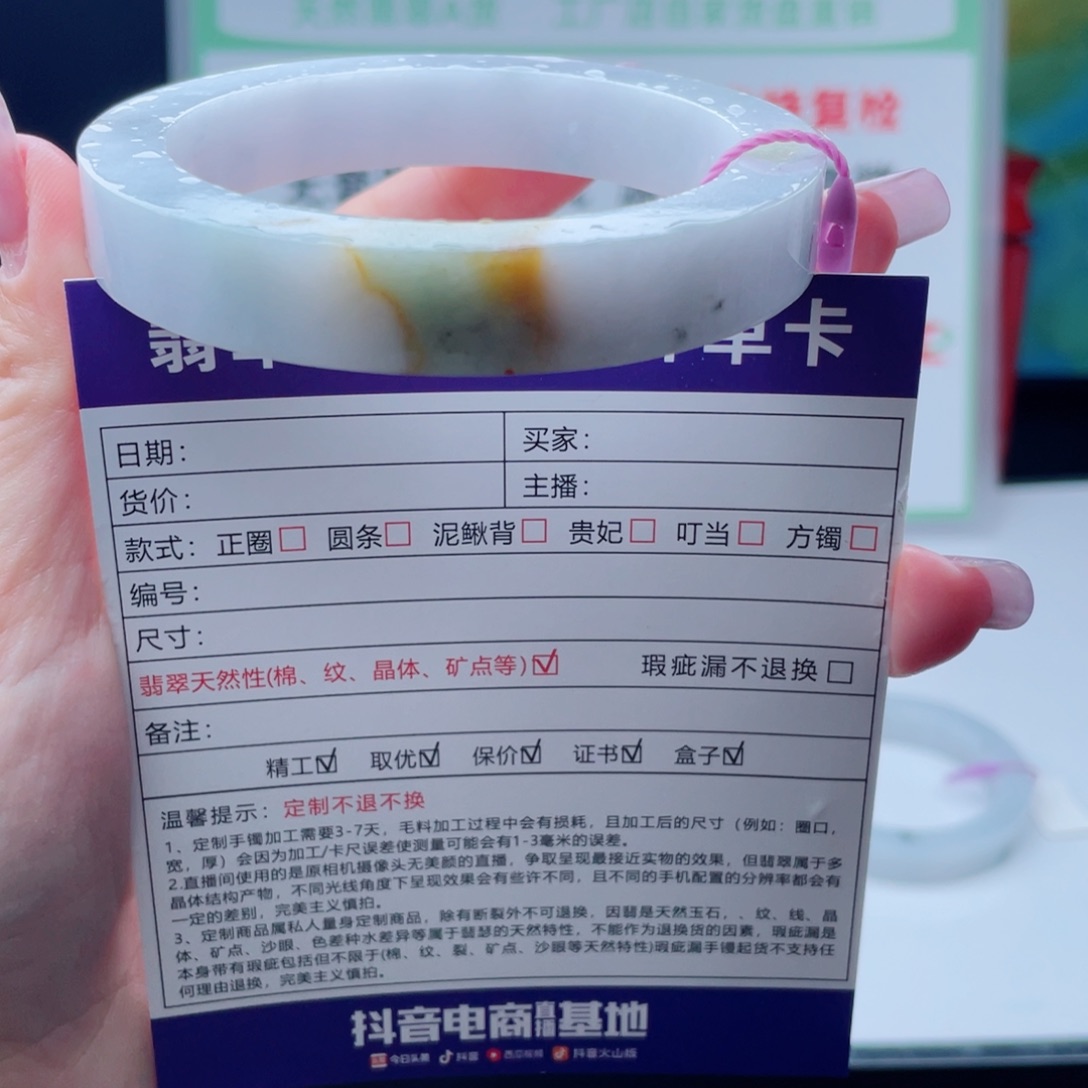 复检
翡
单卡
日期：
买家：
货价：
主播：
款式： 正圈□ 圆条□ 泥鳅背□ 贵妃□ 叮当□ 方镯□
编号：
尺寸：
翡翠天然性(棉、纹、晶体、矿点等)☑ 瑕疵漏不退换□
备注：
精工☑ 取优☑ 保价☑ 证书☑ 盒子☑
温馨提示：定制不退不换
1、定制手镯加工需要3-7天，毛料加工过程中会有损耗，且加工后的尺寸（例如：圈口，
宽，厚）会因为加工/卡尺误差使测量可能会有1-3毫米的误差。
2.直播间使用的是原相机摄像头无美颜的直播，争取呈现最接近实物的效果，但翡翠属于多
晶体结构产物，不同光线角度下呈现效果会有些许不同，且不同的手机配置的分辨率都会有
一定的差别，完美主义慎拍。
3、定制商品属私人量身定制商品，除有断裂外不可退换，因翡是天然玉石，、纹、线、晶
体、矿点、沙眼、色差种水差异等属于翡瑟的天然特性，不能作为退换货的因素，瑕疵漏是
本身带有瑕疵包括但不限于(棉、纹、裂、矿点、沙眼等天然特性)瑕疵漏手镘起货不支持任
何理由退换，完美主义慎拍。
抖音电商直播基地
今日头条 抖音 西瓜视频 抖音火山版